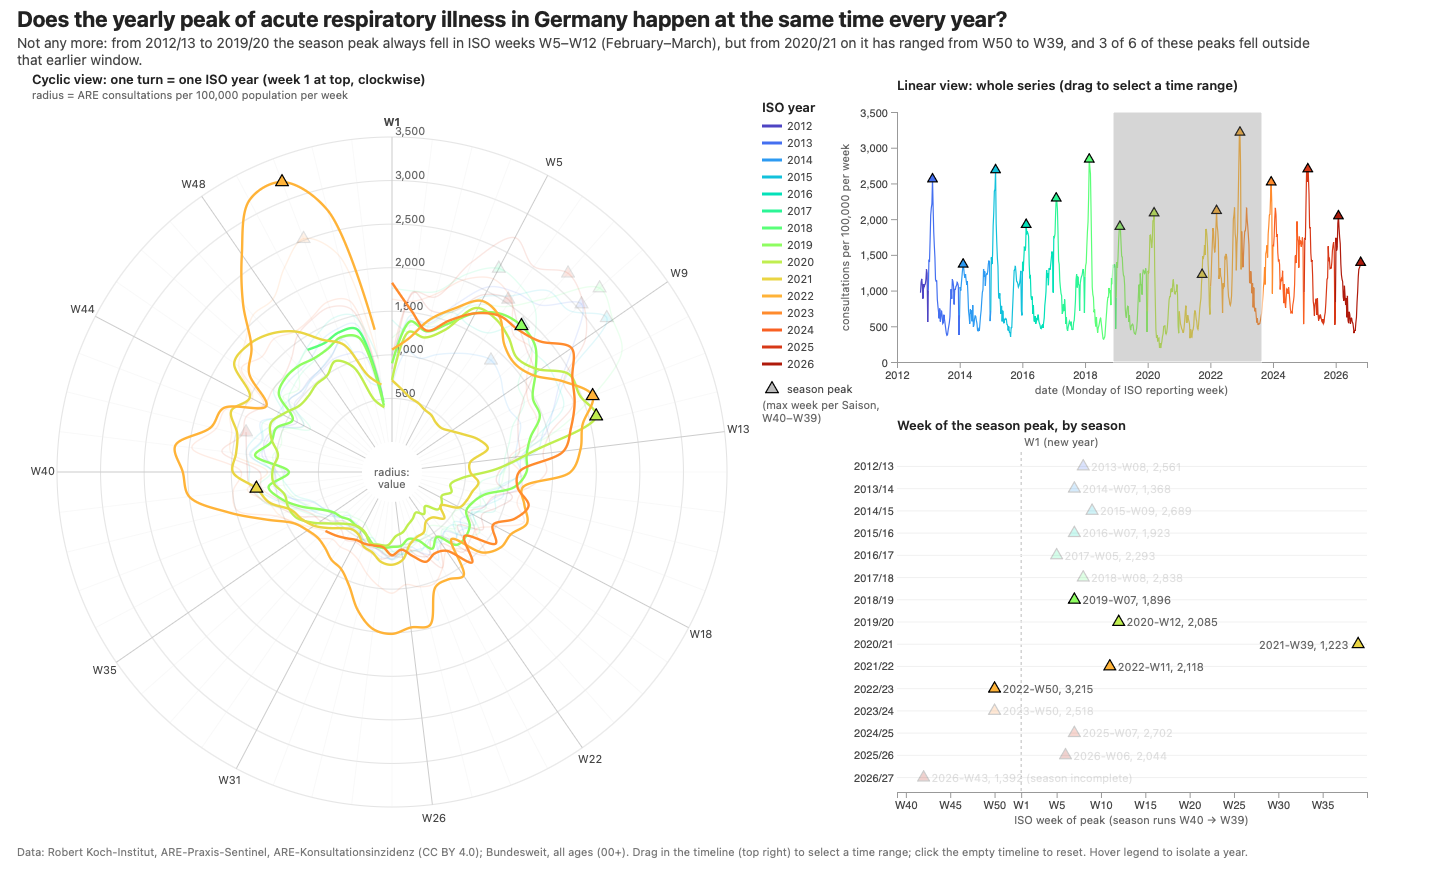 Does the yearly peak of acute respiratory illness in Germany happen at the same time every year?
Not any more: from 2012/13 to 2019/20 the season peak always fell in ISO weeks W5–W12 (February–March), but from 2020/21 on it has ranged from W50 to W39, and 3 of 6 of these peaks fell outside
that earlier window.
Cyclic view: one turn = one ISO year (week 1 at top, clockwise)
radius = ARE consultations per 100,000 population per week
W1
3,500
3,000
2,500
2,000
1,500
1,000
500
radius:
value
W5
W9
W13
W18
W22
W26
W31
W35
W40
W44
W48
ISO year
2012
2013
2014
2015
2016
2017
2018
2019
2020
2021
2022
2023
2024
2025
2026
season peak
(max week per Saison,
W40–W39)
Linear view: whole series (drag to select a time range)
consultations per 100,000 per week
3,500
3,000
2,500
2,000
1,500
1,000
500
0
2012 2014 2016 2018 2020 2022 2024 2026
date (Monday of ISO reporting week)
Week of the season peak, by season
W1 (new year)
2012/13 2013-W08, 2,561
2013/14 2014-W07, 1,368
2014/15 2015-W09, 2,689
2015/16 2016-W07, 1,923
2016/17 2017-W05, 2,293
2017/18 2018-W08, 2,838
2018/19 2019-W07, 1,896
2019/20 2020-W12, 2,085
2020/21 2021-W39, 1,223
2021/22 2022-W11, 2,118
2022/23 2022-W50, 3,215
2023/24 2023-W50, 2,518
2024/25 2025-W07, 2,702
2025/26 2026-W06, 2,044
2026/27 2026-W43, 1,392 (season incomplete)
W40 W45 W50 W1 W5 W10 W15 W20 W25 W30 W35
ISO week of peak (season runs W40 → W39)
Data: Robert Koch-Institut, ARE-Praxis-Sentinel, ARE-Konsultationsinzidenz (CC BY 4.0); Bundesweit, all ages (00+). Drag in the timeline (top right) to select a time range; click the empty timeline to reset. Hover legend to isolate a year.